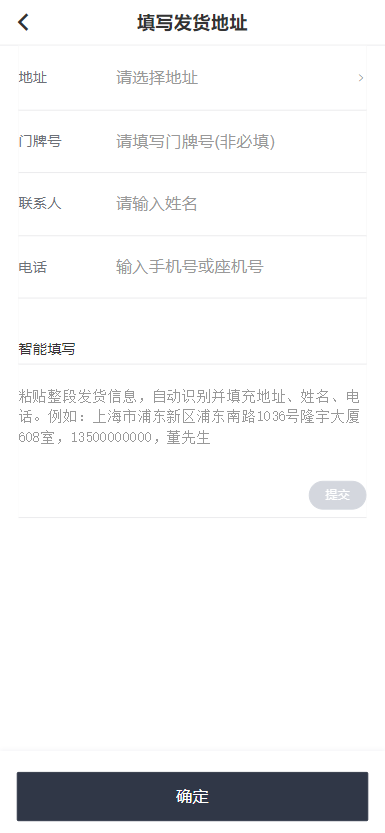 填写发货地址
地址 请选择地址
门牌号 请填写门牌号(非必填)
联系人 请输入姓名
电话 输入手机号或座机号
智能填写
粘贴整段发货信息，自动识别并填充地址、姓名、电
话。例如：上海市浦东新区浦东南路1036号隆宇大厦
608室，13500000000，董先生
提交
确定